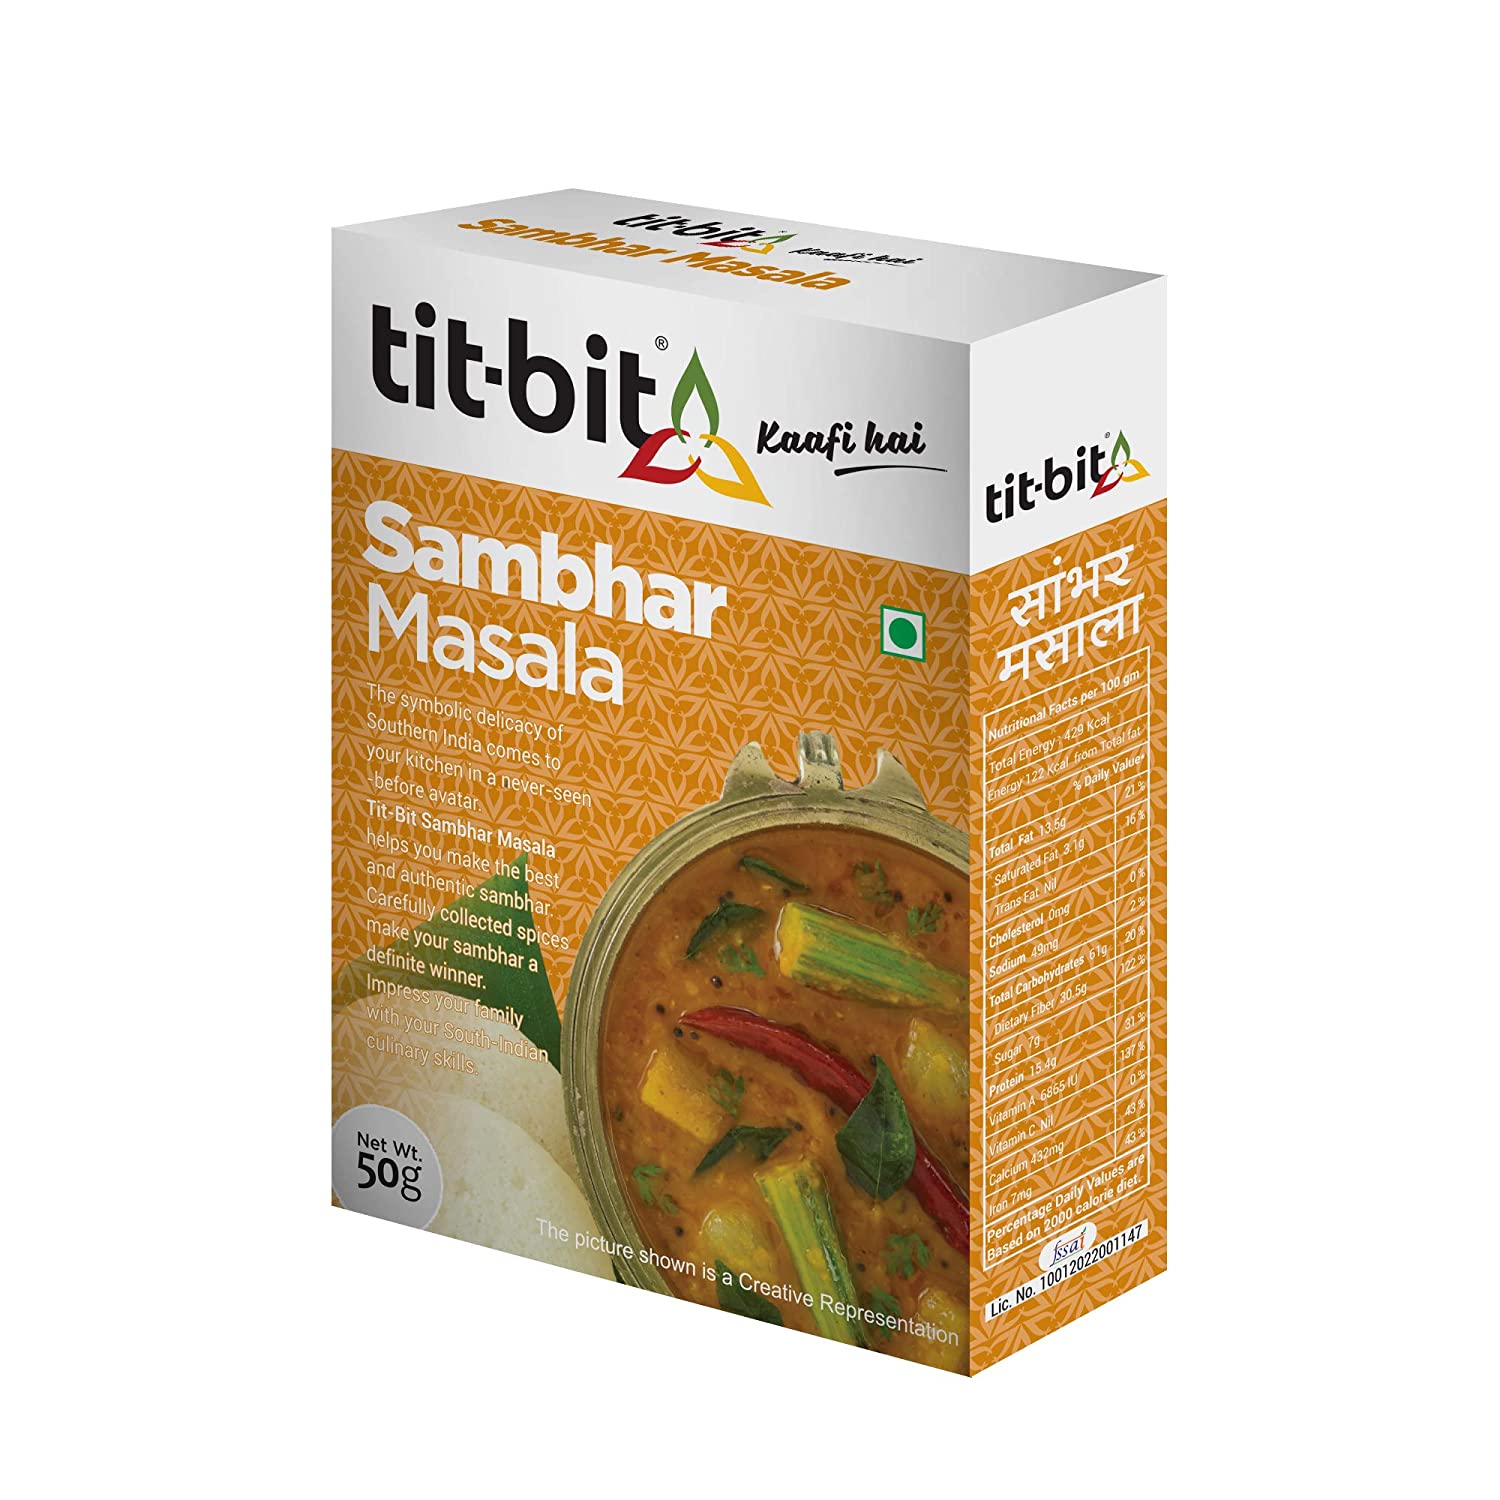 tit-bit®
Kaafi hai
Sambhar Masala
tit-bit®
Kaafi hai
Sambhar
Masala
The symbolic delicacy of
Southern India comes to
your kitchen in a never-seen
-before avatar.
Tit-Bit Sambhar Masala
helps you make the best
and authentic sambhar.
Carefully collected spices
make your sambhar a
definite winner.
Impress your family
with your South-Indian
culinary skills.
Net Wt.
50g
The picture shown is a Creative Representation
tit-bit®
सांभर
मसाला
Nutritional Facts per 100 gm
Total Energy : 429 Kcal
Energy 122 Kcal from Total fat
% Daily Value*
Total Fat 13.5g 21 %
Saturated Fat 3.1g 16 %
Trans Fat Nil
Cholesterol 0mg 0 %
Sodium 49mg 2 %
Total Carbohydrates 61g 20 %
Dietary Fiber 30.5g 122 %
Sugar 7g
Protein 15.4g 31 %
Vitamin A 6865 IU 137 %
Vitamin C Nil 0 %
Calcium 432mg 43 %
Iron 7mg 43 %
Percentage Daily Values are
Based on 2000 calorie diet.
fssai
Lic. No. 10012022001147